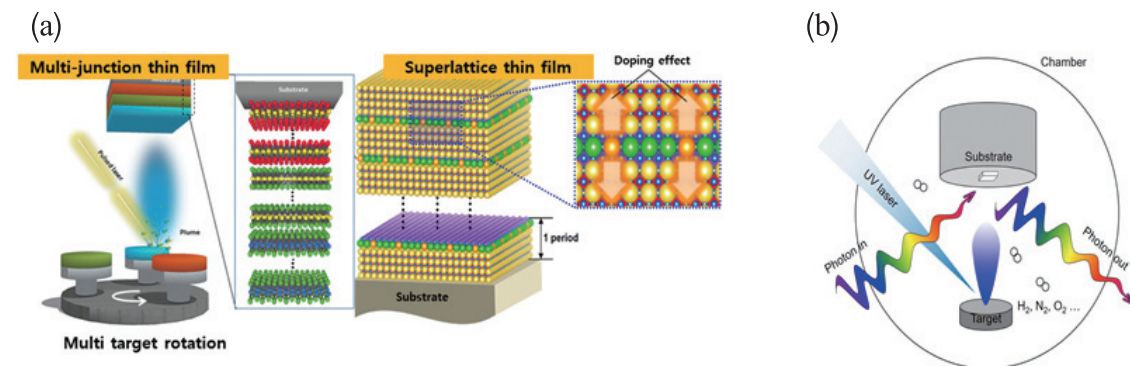 (a)
Multi-junction thin film
Superlattice thin film
Doping effect
Substrate
Pulsed laser
Plume
1 period
Substrate
Multi target rotation
(b)
Chamber
Substrate
UV laser
Photon in
Photon out
Target
H₂, N₂, O₂ ...